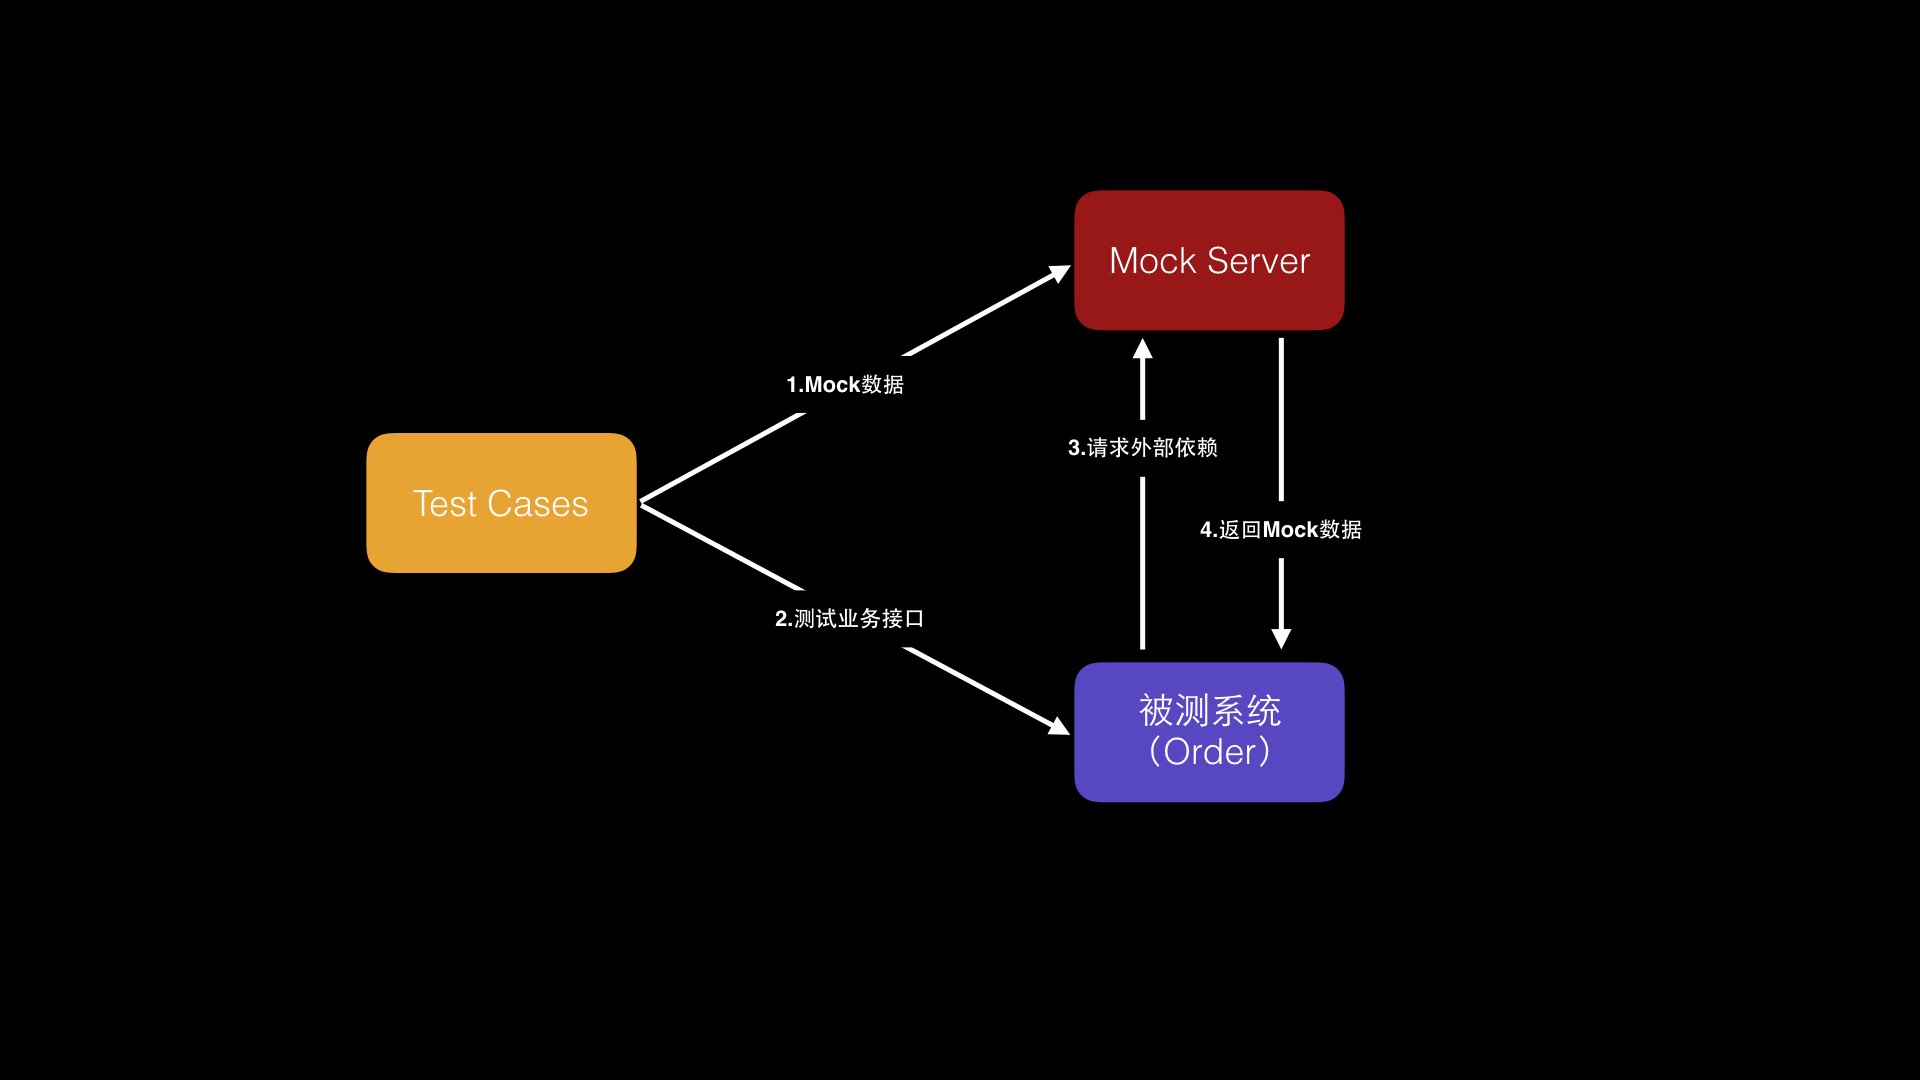 Mock Server
1.Mock数据
3.请求外部依赖
Test Cases
4.返回Mock数据
2.测试业务接口
被测系统
（Order）